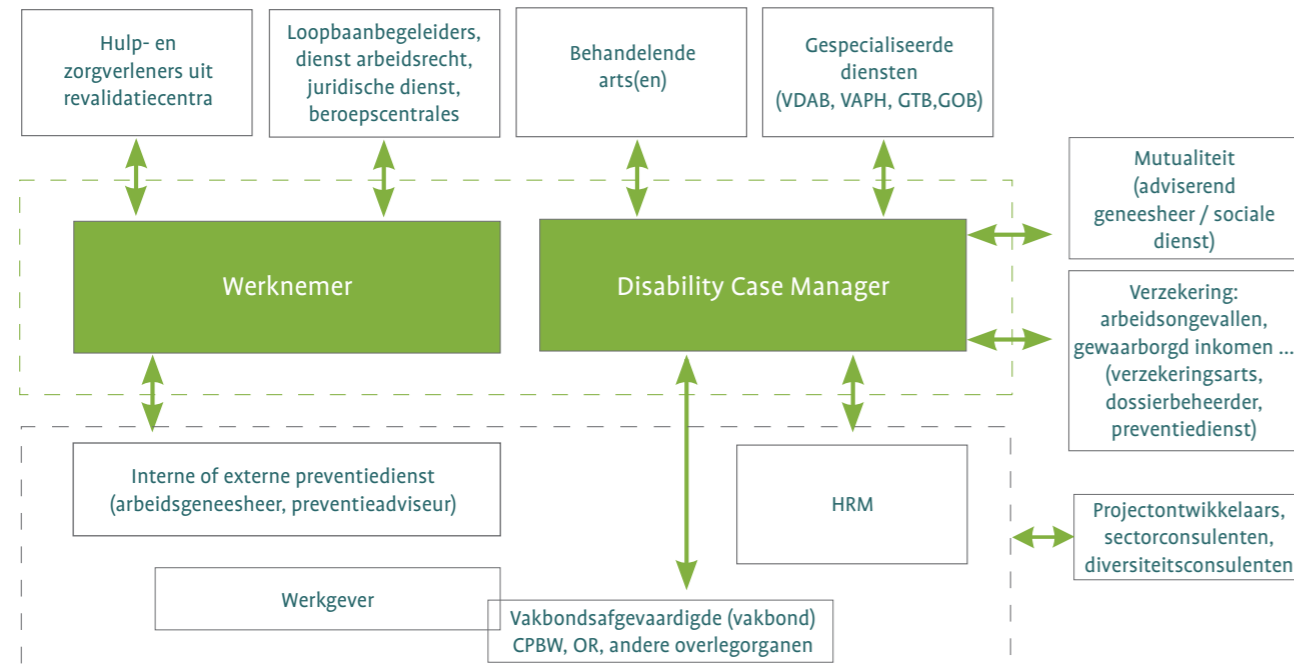 Hulp- en
zorgverleners uit
revalidatiecentra
Loopbaanbegeleiders,
dienst arbeidsrecht,
juridische dienst,
beroepscentrales
Behandelende
arts(en)
Gespecialiseerde
diensten
(VDAB, VAPH, GTB,GOB)
Mutualiteit
(adviserend
geneesheer / sociale
dienst)
Werknemer
Disability Case Manager
Verzekering:
arbeidsongevallen,
gewaarborgd inkomen ...
(verzekeringsarts,
dossierbeheerder,
preventiedienst)
Interne of externe preventiedienst
(arbeidsgeneesheer, preventieadviseur)
HRM
Projectontwikkelaars,
sectorconsulenten,
diversiteitsconsulenten
Werkgever
Vakbondsafgevaardigde (vakbond)
CPBW, OR, andere overlegorganen